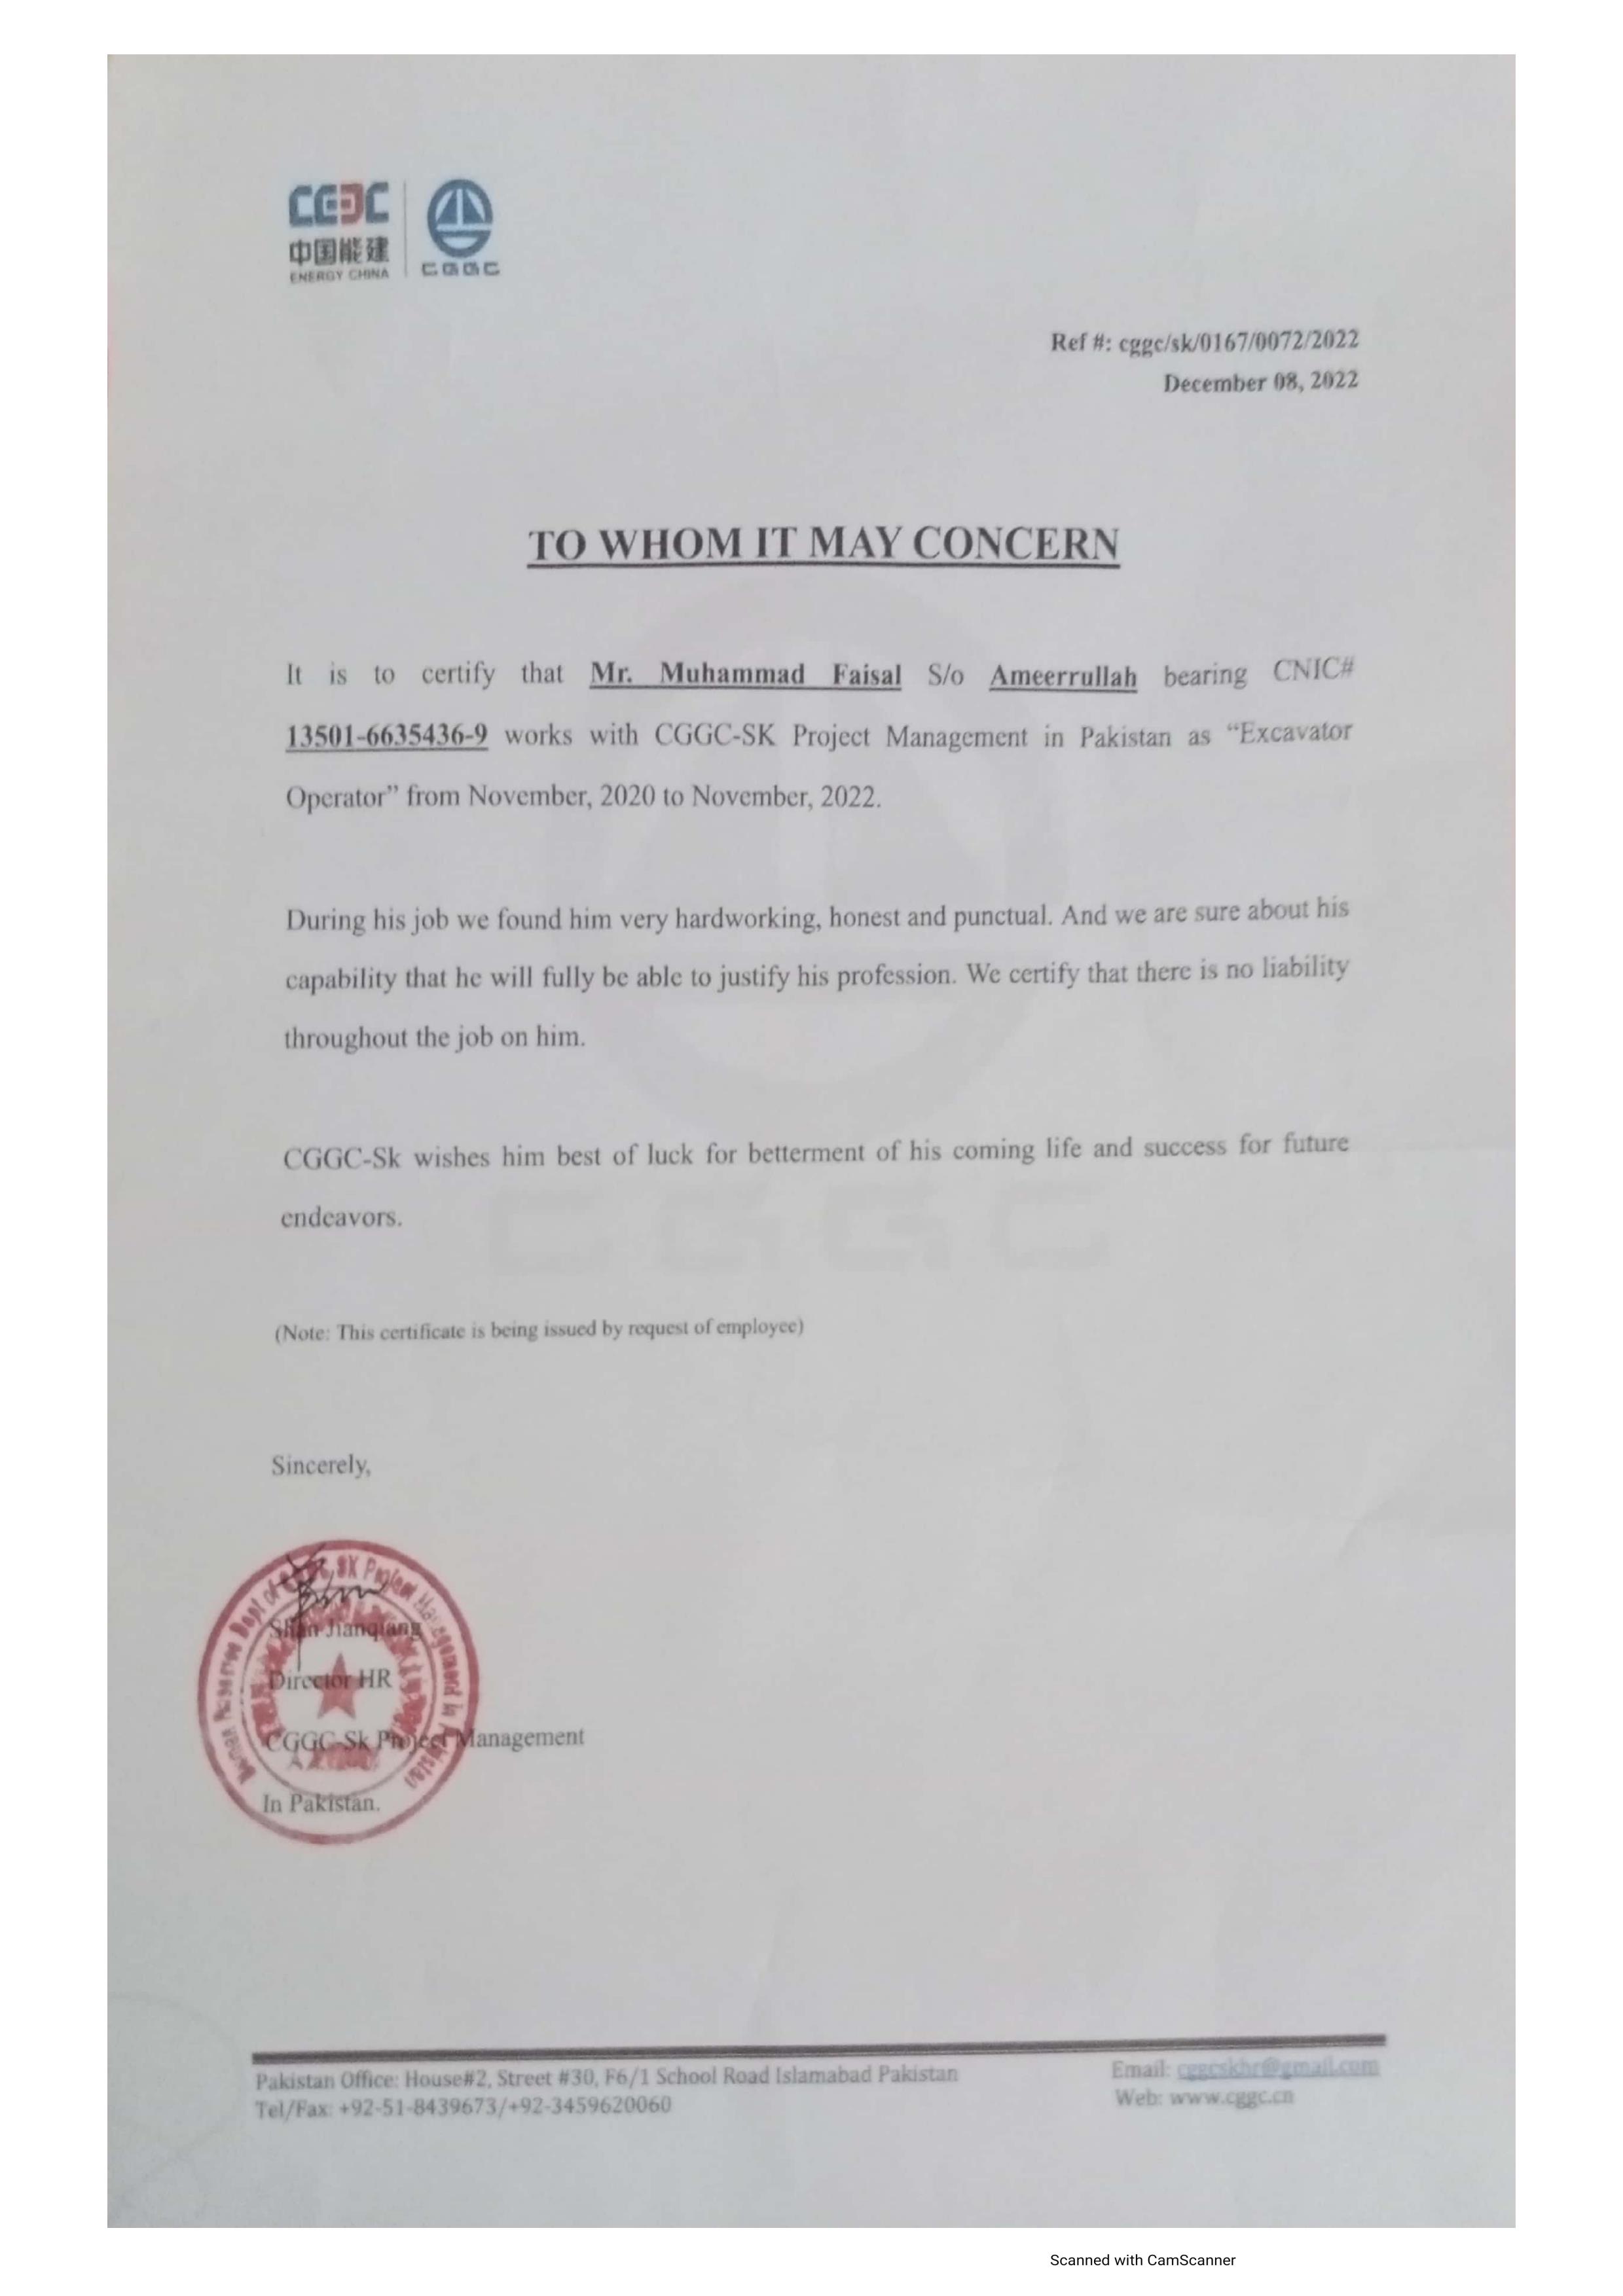 CEEC
中国能建
ENERGY CHINA
CGGC
Ref #: cggc/sk/0167/0072/2022
December 08, 2022
TO WHOM IT MAY CONCERN
It is to certify that Mr. Muhammad Faisal S/o Ameerrullah bearing CNIC#
13501-6635436-9 works with CGGC-SK Project Management in Pakistan as “Excavator
Operator” from November, 2020 to November, 2022.
During his job we found him very hardworking, honest and punctual. And we are sure about his
capability that he will fully be able to justify his profession. We certify that there is no liability
throughout the job on him.
CGGC-Sk wishes him best of luck for betterment of his coming life and success for future
endeavors.
CGGC
(Note: This certificate is being issued by request of employee)
Sincerely,
Human Resource Dept of CGGC SK Project Management in Pakistan
Shan Jianqiang
Director HR
CGGC-Sk Project Management
In Pakistan.
Pakistan Office: House#2, Street #30, F6/1 School Road Islamabad Pakistan
Email: cggcskhr@gmail.com
Tel/Fax: +92-51-8439673/+92-3459620060
Web: www.cggc.cn
Scanned with CamScanner